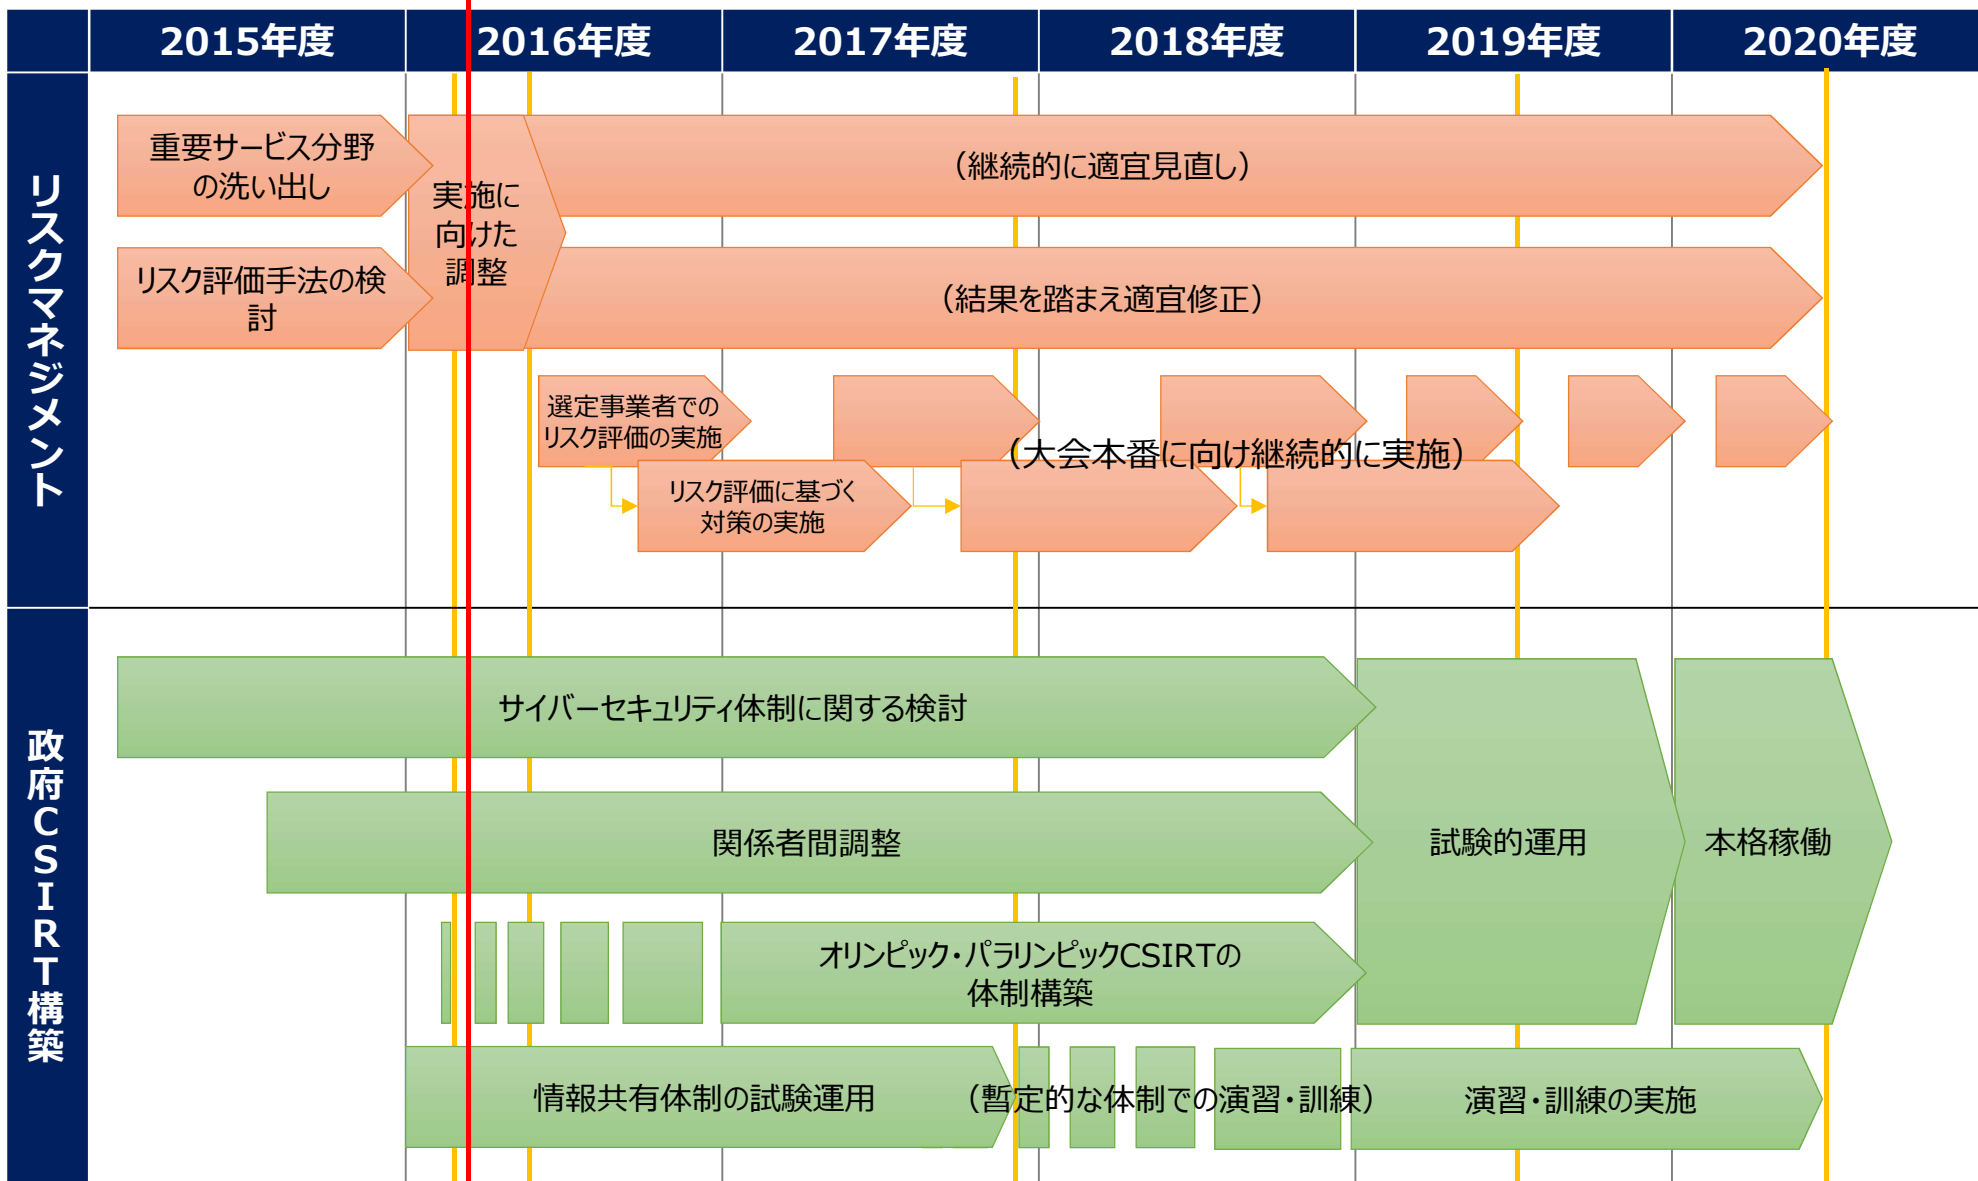 2015年度
2016年度
2017年度
2018年度
2019年度
2020年度
リスクマネジメント
重要サービス分野
の洗い出し
実施に
向けた
調整
（継続的に適宜見直し）
リスク評価手法の検
討
（結果を踏まえ適宜修正）
選定事業者での
リスク評価の実施
（大会本番に向け継続的に実施）
リスク評価に基づく
対策の実施
政府CSIRT構築
サイバーセキュリティ体制に関する検討
関係者間調整
試験的運用
本格稼働
オリンピック・パラリンピックCSIRTの
体制構築
情報共有体制の試験運用
（暫定的な体制での演習・訓練）
演習・訓練の実施